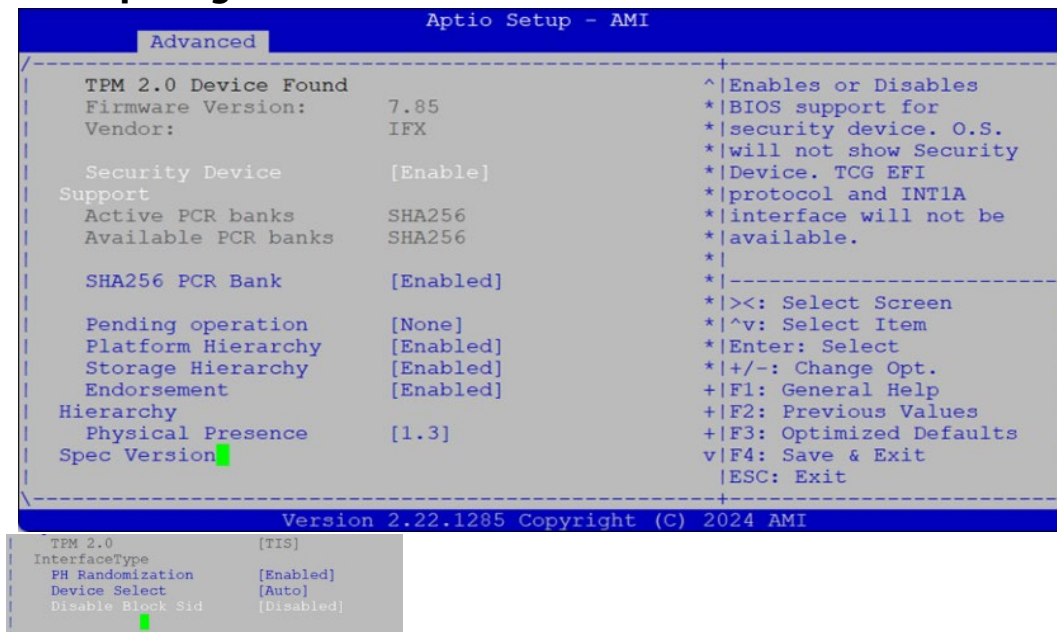 Aptio Setup - AMI
Advanced
/----------------------------------------------------+-------------------------
| TPM 2.0 Device Found ^|Enables or Disables
| Firmware Version: 7.85 *|BIOS support for
| Vendor: IFX *|security device. O.S.
| *|will not show Security
| Security Device [Enable] *|Device. TCG EFI
| Support *|protocol and INT1A
| Active PCR banks SHA256 *|interface will not be
| Available PCR banks SHA256 *|available.
| *|
| SHA256 PCR Bank [Enabled] *|-------------------------
| *|><: Select Screen
| Pending operation [None] *|^v: Select Item
| Platform Hierarchy [Enabled] *|Enter: Select
| Storage Hierarchy [Enabled] *|+/-: Change Opt.
| Endorsement [Enabled] +|F1: General Help
| Hierarchy +|F2: Previous Values
| Physical Presence [1.3] +|F3: Optimized Defaults
| Spec Version v|F4: Save & Exit
| |ESC: Exit
\----------------------------------------------------+-------------------------
Version 2.22.1285 Copyright (C) 2024 AMI
| TPM 2.0 [TIS]
| InterfaceType
| PH Randomization [Enabled]
| Device Select [Auto]
| Disable Block Sid [Disabled]
|